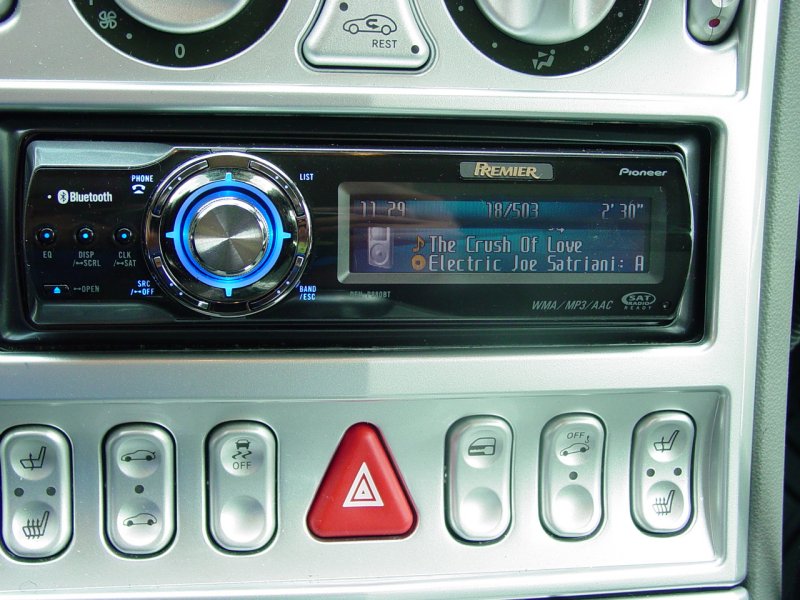 0
REST
PREMIER
Pioneer
PHONE
LIST
Bluetooth
11 29 18/503 2'30"
The Crush Of Love
Electric Joe Satriani: A
EQ
DISP
/↔SCRL
CLK
/↔SAT
↔OPEN
SRC
/↔OFF
BAND
/ESC
WMA/MP3/AAC
SAT
RADIO
READY
OFF
OFF